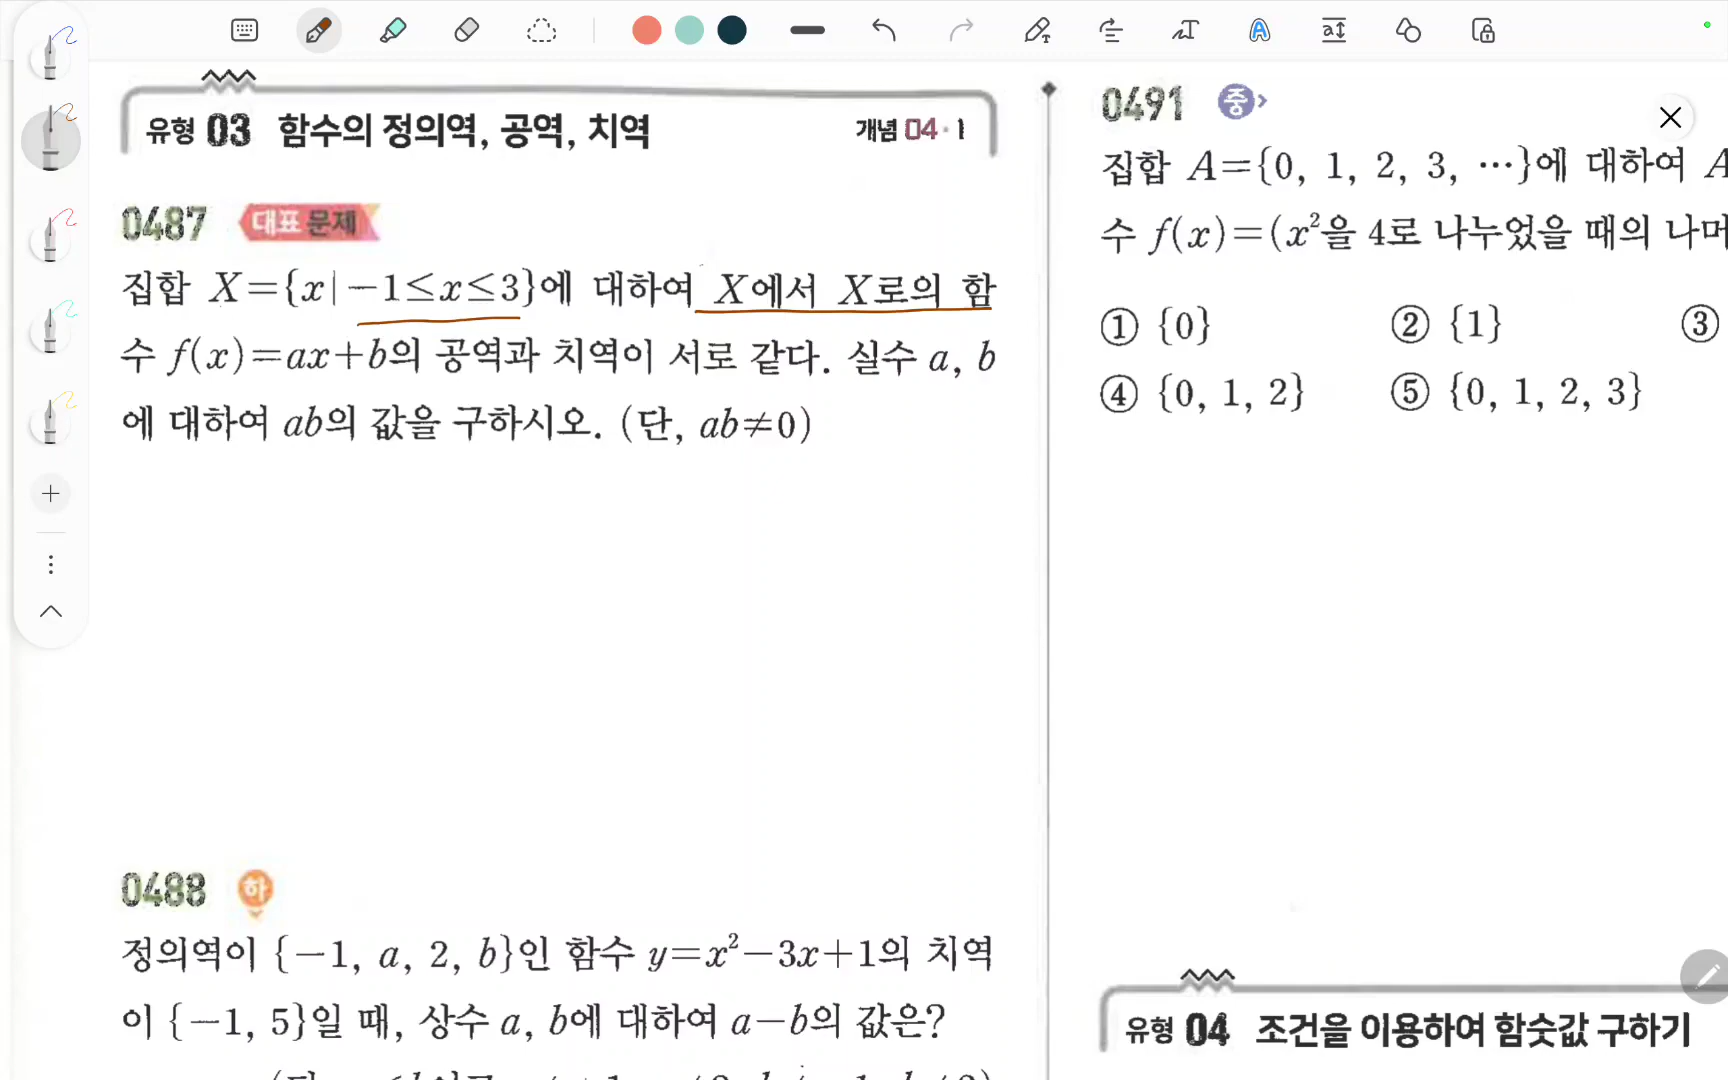 유형 03 함수의 정의역, 공역, 치역 개념 04·1
0487 대표 문제
집합 X={x|−1≤x≤3}에 대하여 X에서 X로의 함
수 f(x)=ax+b의 공역과 치역이 서로 같다. 실수 a, b
에 대하여 ab의 값을 구하시오. (단, ab≠0)
0488 하
정의역이 {−1, a, 2, b}인 함수 y=x²−3x+1의 치역
이 {−1, 5}일 때, 상수 a, b에 대하여 a−b의 값은?
0491 중
집합 A={0, 1, 2, 3, ⋯}에 대하여 A
수 f(x)=(x²을 4로 나누었을 때의 나머
① {0} ② {1} ③
④ {0, 1, 2} ⑤ {0, 1, 2, 3}
유형 04 조건을 이용하여 함숫값 구하기